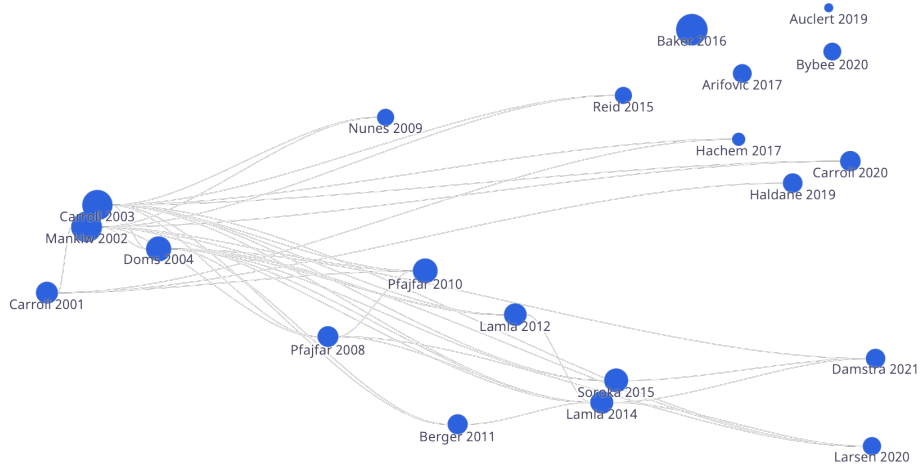 Auclert 2019
Baker 2016
Bybee 2020
Arifovic 2017
Reid 2015
Nunes 2009
Hachem 2017
Carroll 2020
Haldane 2019
Carroll 2003
Mankiw 2002
Doms 2004
Pfajfar 2010
Carroll 2001
Lamla 2012
Pfajfar 2008
Damstra 2021
Soroka 2015
Lamla 2014
Berger 2011
Larsen 2020